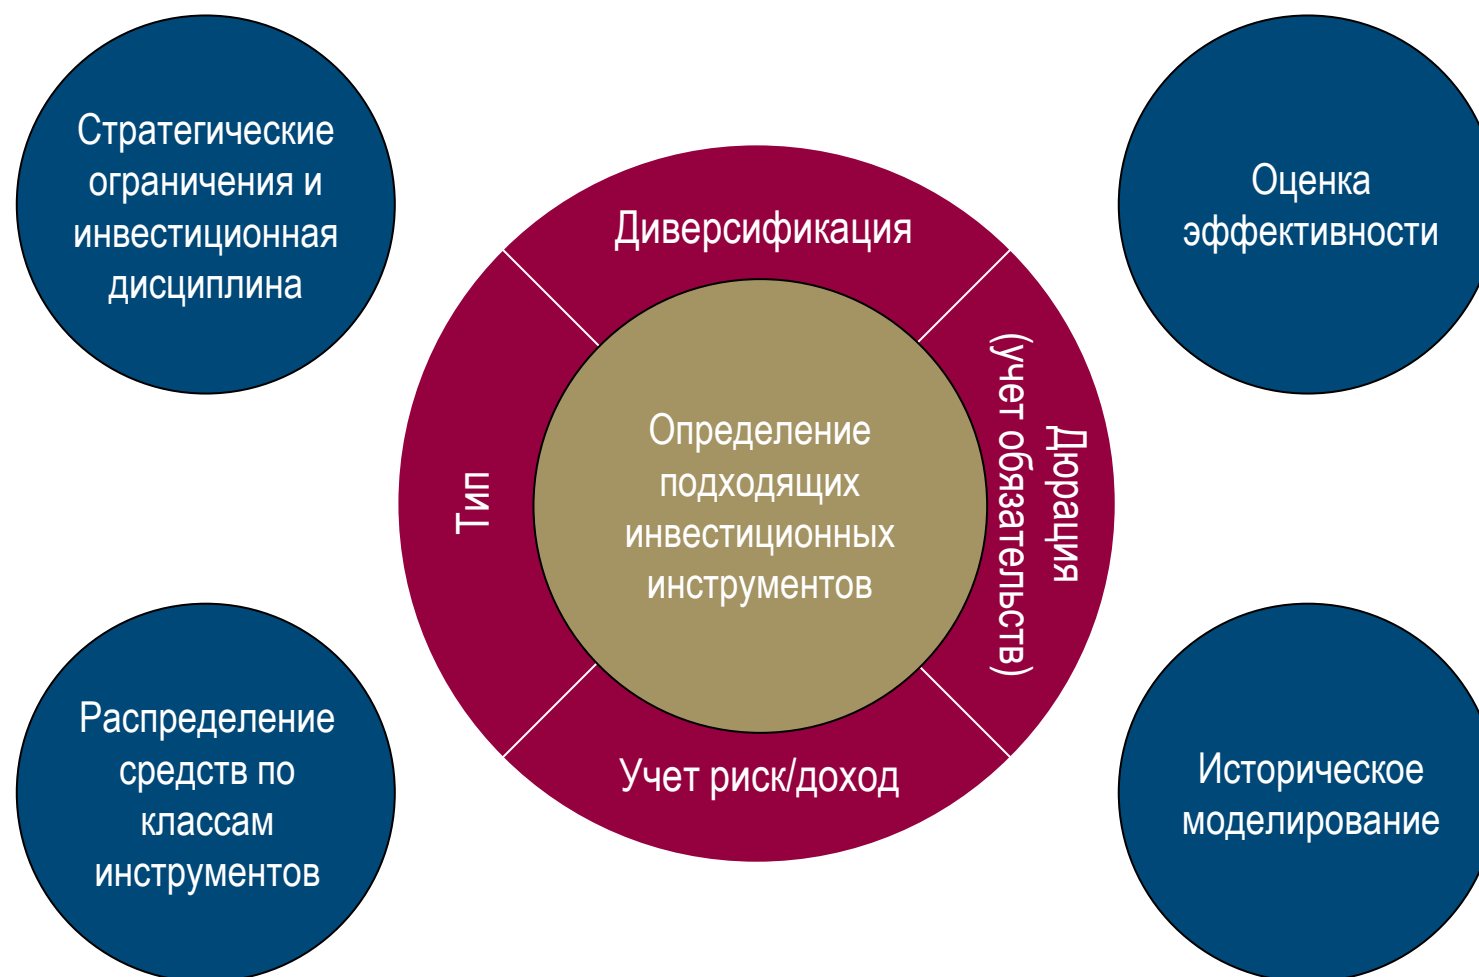 Стратегические
ограничения и
инвестиционная
дисциплина
Оценка
эффективности
Диверсификация
Тип
Определение
подходящих
инвестиционных
инструментов
Дюрация
(учет обязательств)
Учет риск/доход
Распределение
средств по
классам
инструментов
Историческое
моделирование